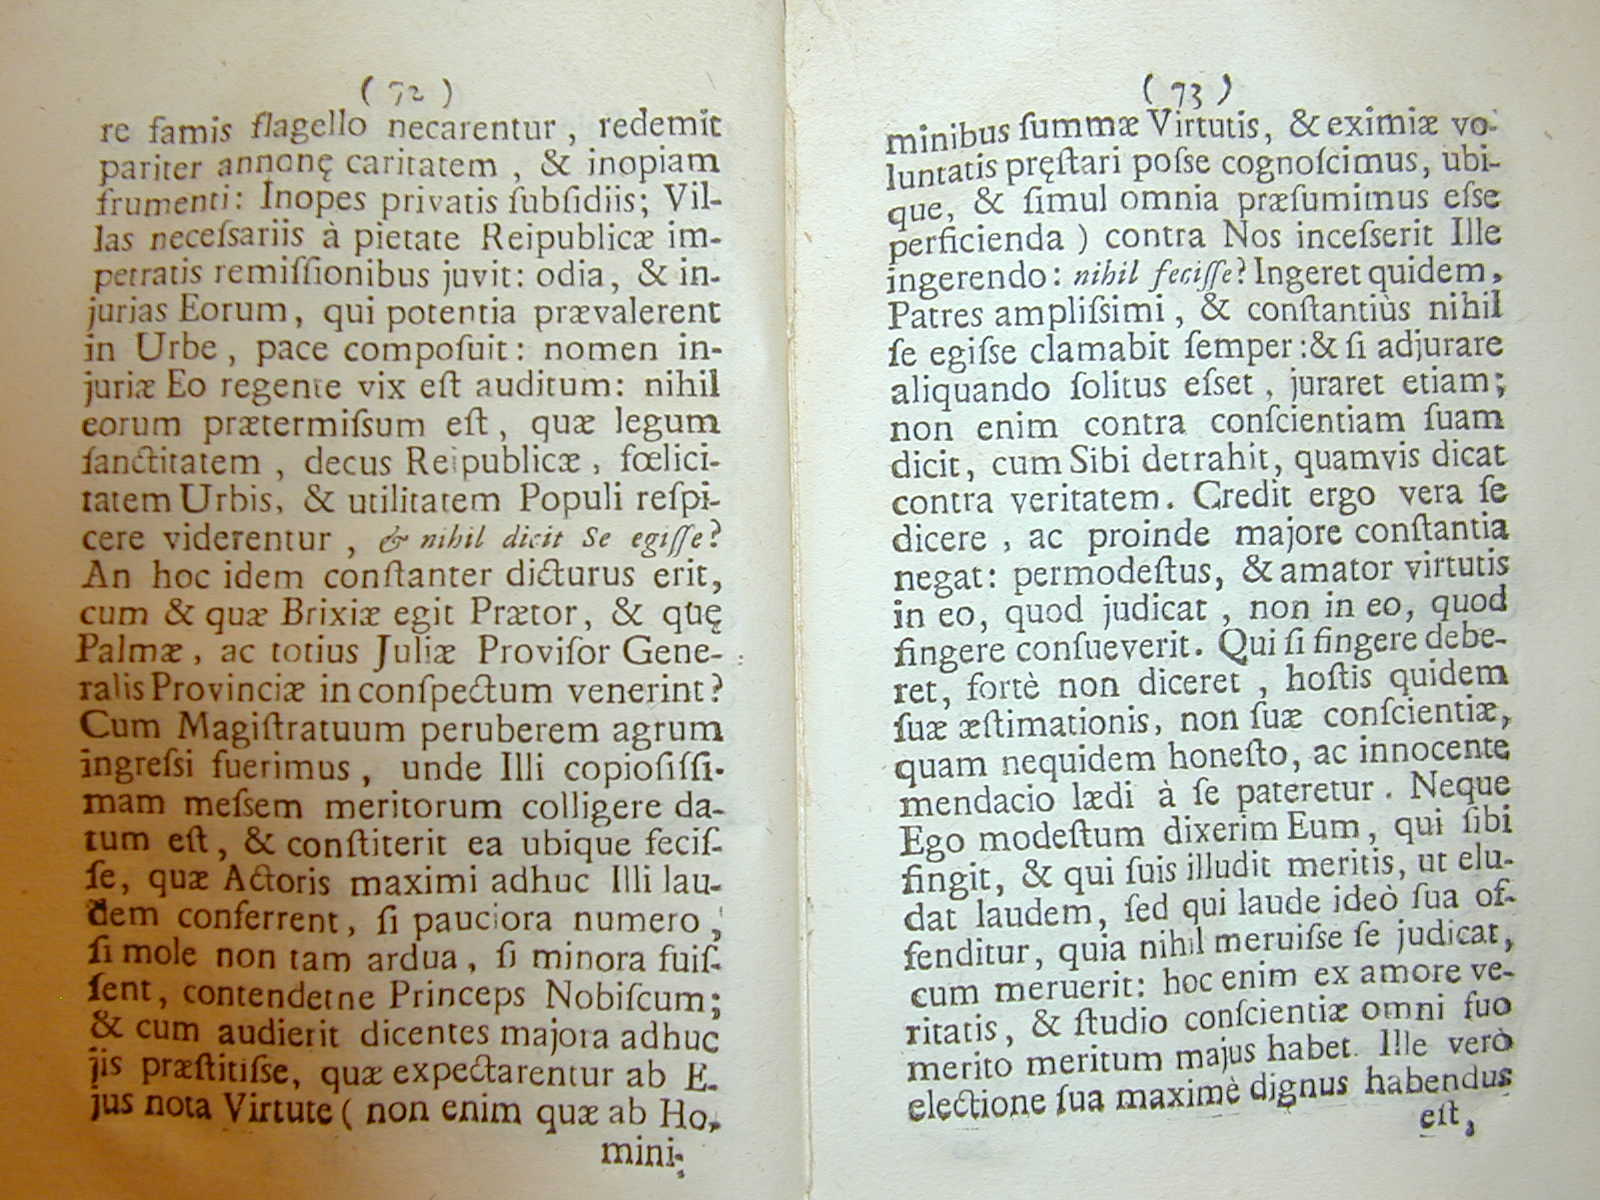 ( 72 )
re famis flagello necarentur , redemit
pariter annonę caritatem , & inopiam
frumenti: Inopes privatis ſubſidiis; Vil-
las neceſsariis à pietate Reipublicæ im-
petratis remiſſionibus juvit: odia, & in-
jurias Eorum, qui potentia prævalerent
in Urbe , pace compoſuit: nomen in-
juriæ Eo regente vix eſt auditum: nihil
eorum prætermiſsum eſt, quæ legum
ſanctitatem , decus Reipublicæ, fœlici-
tatem Urbis, & utilitatem Populi reſpi-
cere viderentur , & nihil dicit Se egiſſe?
An hoc idem conſtanter dicturus erit,
cum & quæ Brixiæ egit Prætor, & quę
Palmæ, ac totius Juliæ Proviſor Gene-
ralis Provinciæ in conſpectum venerint?
Cum Magiſtratuum peruberem agrum
ingreſsi fuerimus , unde Illi copioſiſſi-
mam meſsem meritorum colligere da-
tum eſt, & conſtiterit ea ubique feciſ-
ſe, quæ Actoris maximi adhuc Illi lau-
dem conferrent, ſi pauciora numero,
ſi mole non tam ardua, ſi minora fuiſ-
ſent, contendetne Princeps Nobiſcum;
& cum audierit dicentes majora adhuc
iis præſtitiſse, quæ expectarentur ab E-
jus nota Virtute ( non enim quæ ab Ho-
mini-
( 73 )
minibus ſummæ Virtutis, & eximiæ vo-
luntatis pręſtari poſse cognoſcimus, ubi-
que, & ſimul omnia præſumimus eſse
perficienda ) contra Nos inceſserit Ille
ingerendo: nihil feciſſe? Ingeret quidem,
Patres ampliſsimi , & conſtantiùs nihil
ſe egiſse clamabit ſemper :& ſi adjurare
aliquando ſolitus eſset , juraret etiam;
non enim contra conſcientiam ſuam
dicit, cum Sibi detrahit, quamvis dicat
contra veritatem. Credit ergo vera ſe
dicere , ac proinde majore conſtantia
negat: permodeſtus, & amator virtutis
in eo, quod judicat , non in eo, quod
fingere conſueverit. Qui ſi fingere debe-
ret, fortè non diceret , hoſtis quidem
ſuæ æſtimationis, non ſuæ conſcientiæ,
quam nequidem honeſto, ac innocente
mendacio lædi à ſe pateretur . Neque
Ego modeſtum dixerim Eum, qui ſibi
fingit, & qui ſuis illudit meritis, ut elu-
dat laudem, ſed qui laude ideò ſua of-
fenditur, quia nihil meruiſse ſe judicat,
cum meruerit: hoc enim ex amore ve-
ritatis, & ſtudio conſcientiæ omni ſuo
merito meritum majus habet. Ille verò
electione ſua maximè dignus habendus
eſt,